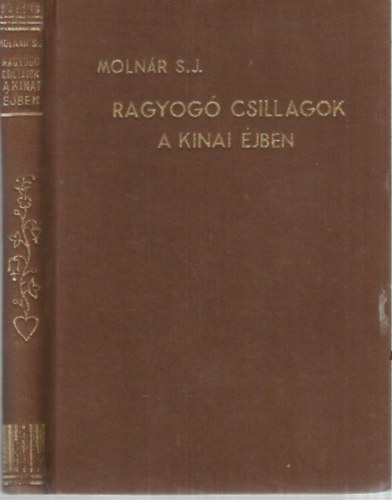 MOLNÁR S.J.
RAGYOGÓ
CSILLAGOK
A KINAI
ÉJBEN
MOLNÁR S.J.
RAGYOGÓ CSILLAGOK
A KINAI ÉJBEN